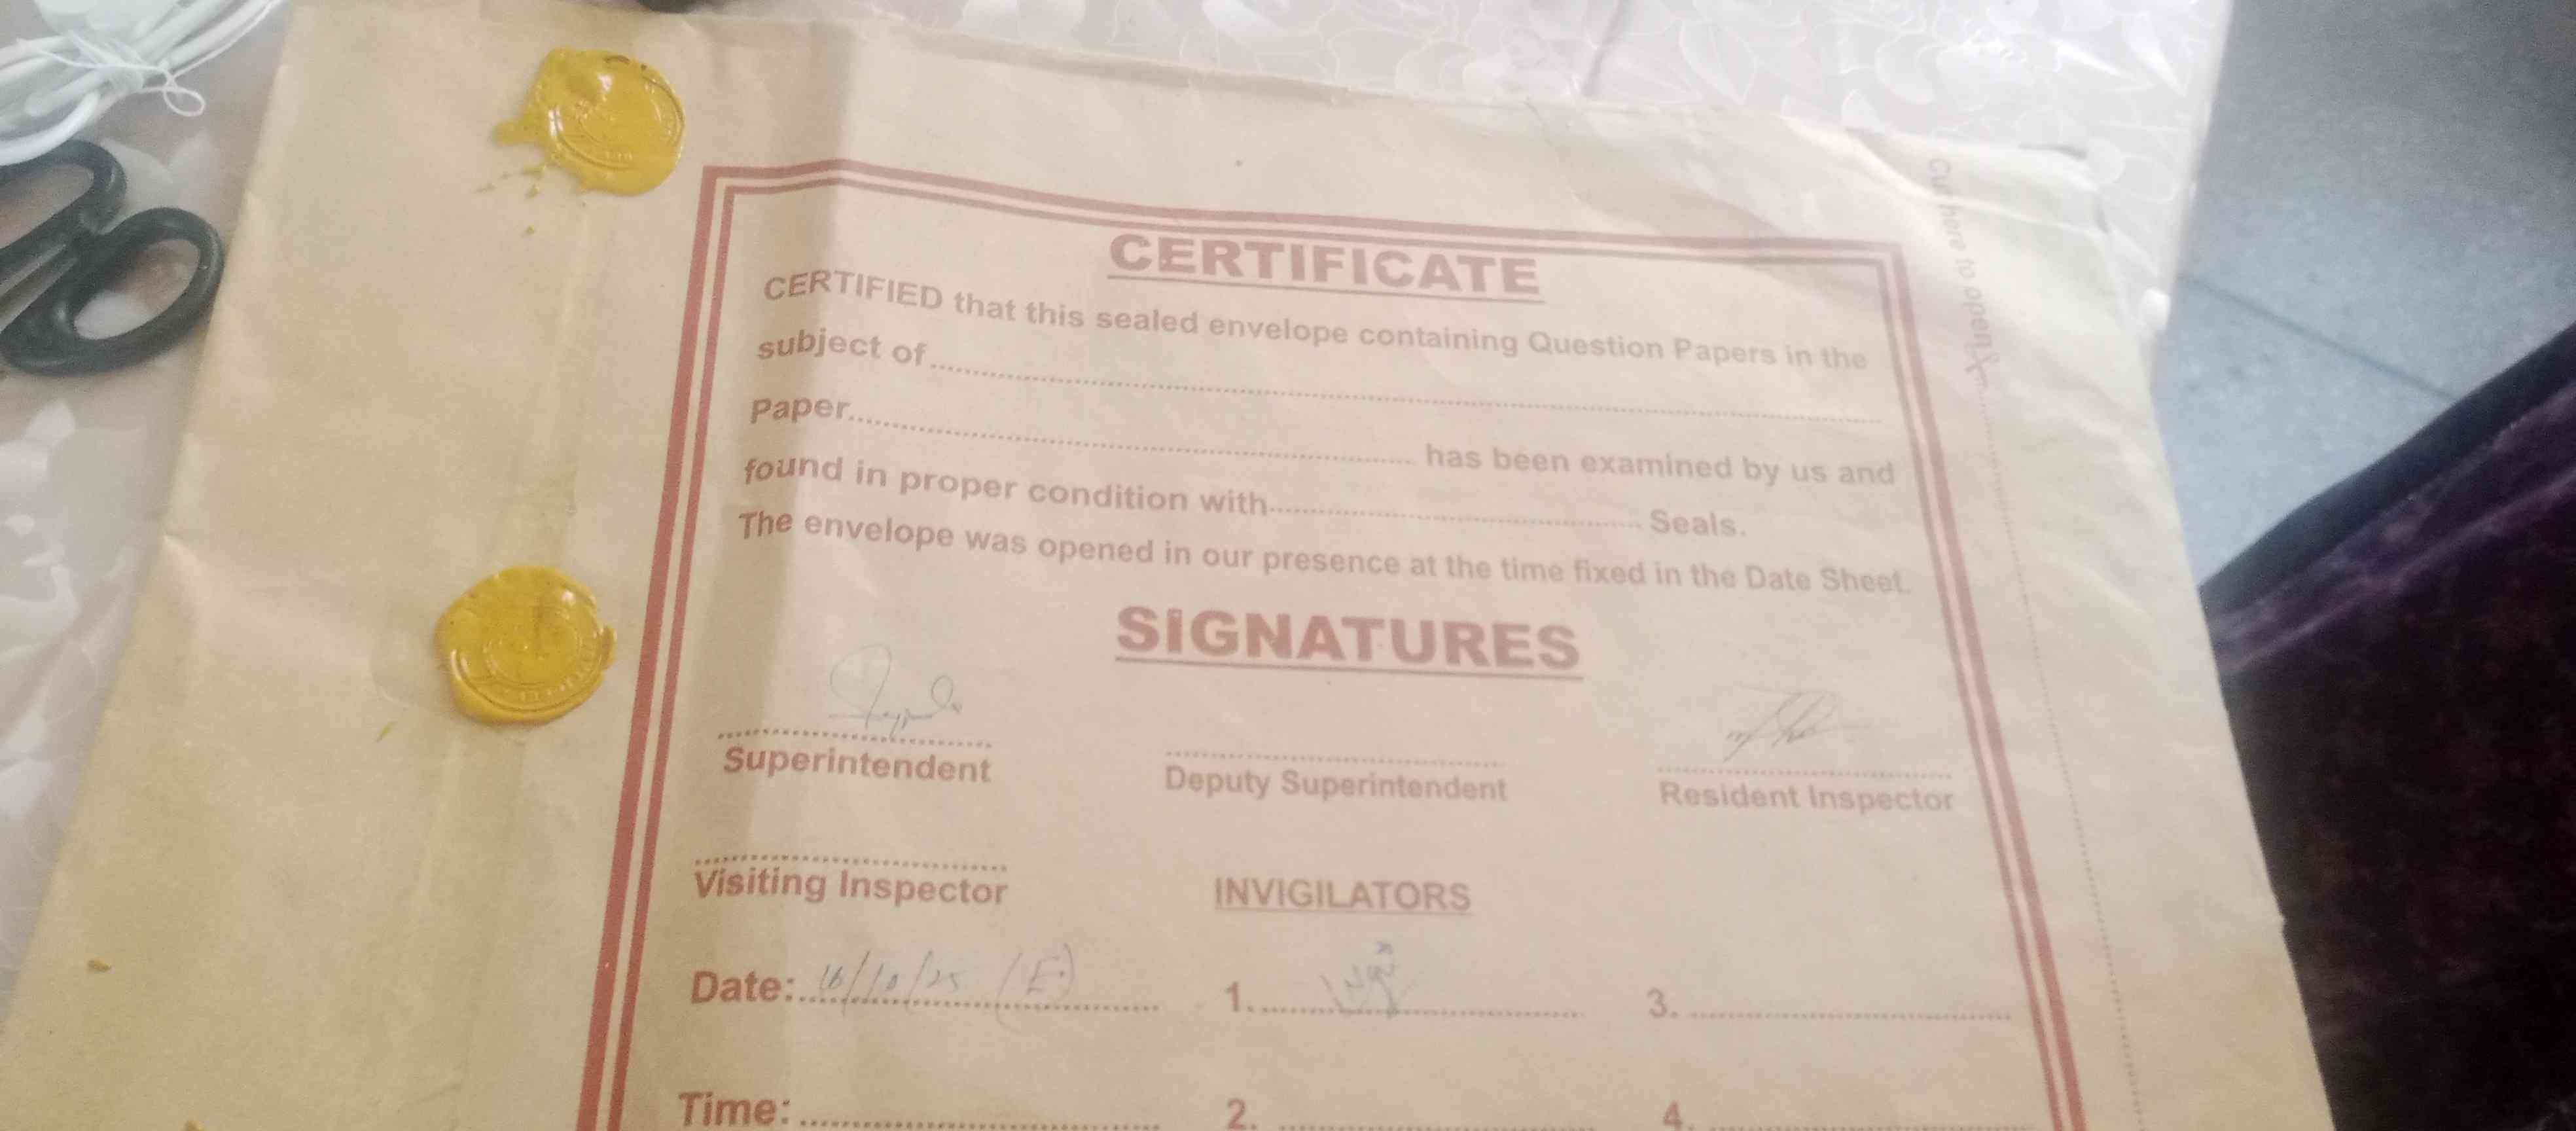 CERTIFICATE
CERTIFIED that this sealed envelope containing Question Papers in the
subject of
Paper has been examined by us and
found in proper condition with Seals.
The envelope was opened in our presence at the time fixed in the Date Sheet.
SIGNATURES
Superintendent Deputy Superintendent Resident Inspector
Visiting Inspector INVIGILATORS
Date: 16/10/25 (E) 1. 3.
Time: 2. 4.
Cut here to open